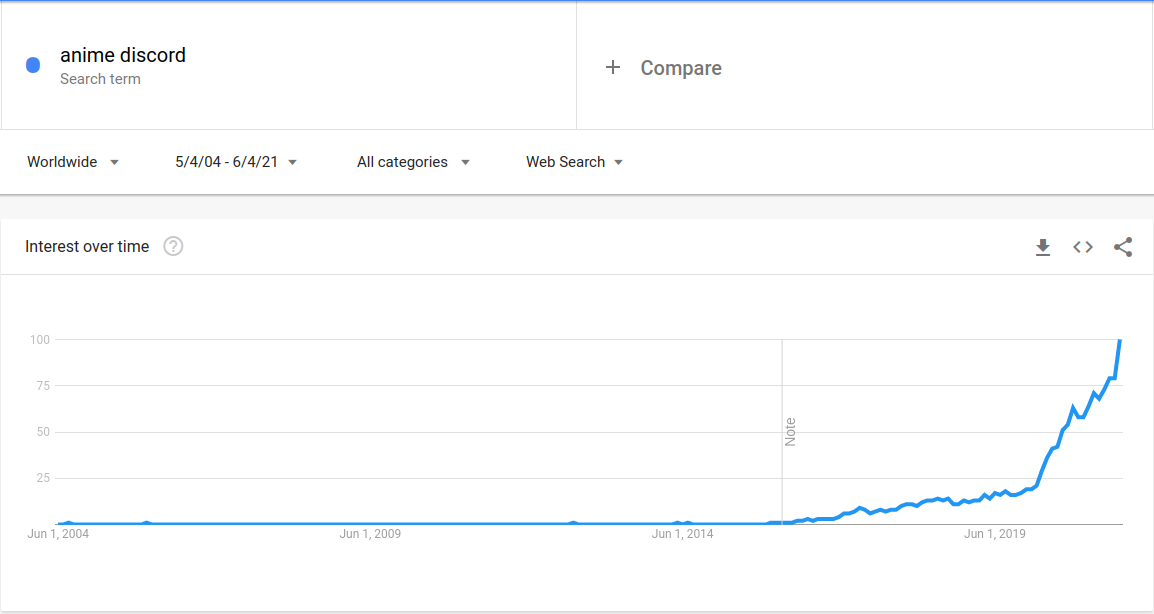 anime discord
Search term
+ Compare
Worldwide
5/4/04 - 6/4/21
All categories
Web Search
Interest over time ?
100
75
50
25
Note
Jun 1, 2004
Jun 1, 2009
Jun 1, 2014
Jun 1, 2019